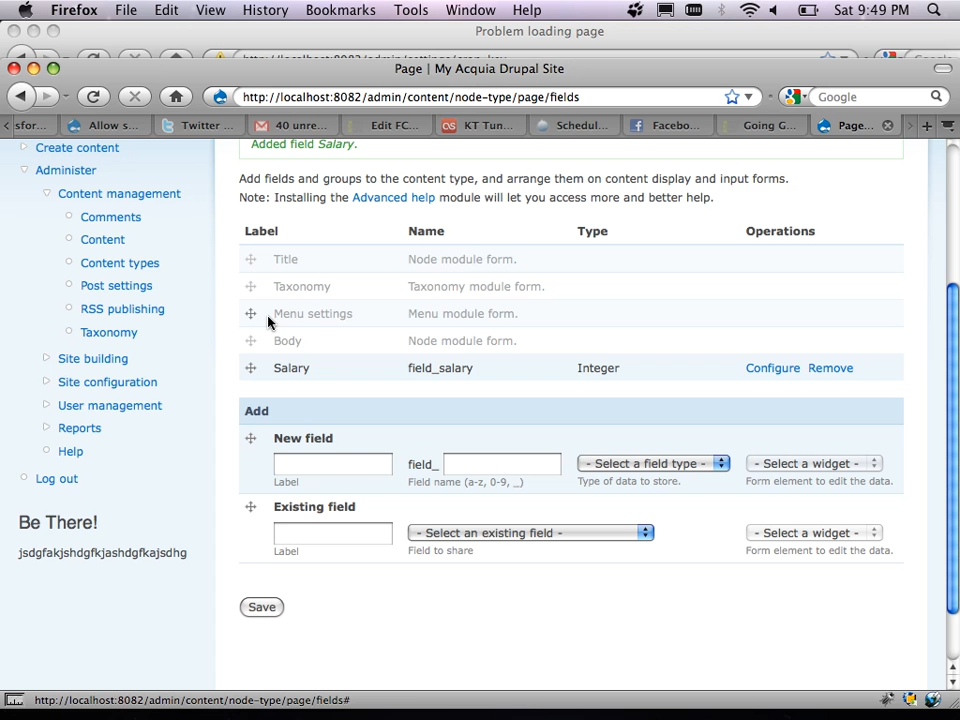 Firefox File Edit View History Bookmarks Tools Window Help Sat 9:49 PM
Problem loading page
Page | My Acquia Drupal Site
http://localhost:8082/admin/content/node-type/page/fields Google
sfor... Allow s... Twitter ... 40 unre... Edit FC... KT Tun... Schedul... Facebo... Going G... Page...
Create content
Administer
Content management
Comments
Content
Content types
Post settings
RSS publishing
Taxonomy
Site building
Site configuration
User management
Reports
Help
Log out
Be There!
jsdgfakjshdgfkjashdgfkajsdhg
Added field Salary.
Add fields and groups to the content type, and arrange them on content display and input forms.
Note: Installing the Advanced help module will let you access more and better help.
Label Name Type Operations
Title Node module form.
Taxonomy Taxonomy module form.
Menu settings Menu module form.
Body Node module form.
Salary field_salary Integer Configure Remove
Add
New field
field_ - Select a field type - - Select a widget -
Label Field name (a-z, 0-9, _) Type of data to store. Form element to edit the data.
Existing field
- Select an existing field - - Select a widget -
Label Field to share Form element to edit the data.
Save
http://localhost:8082/admin/content/node-type/page/fields#